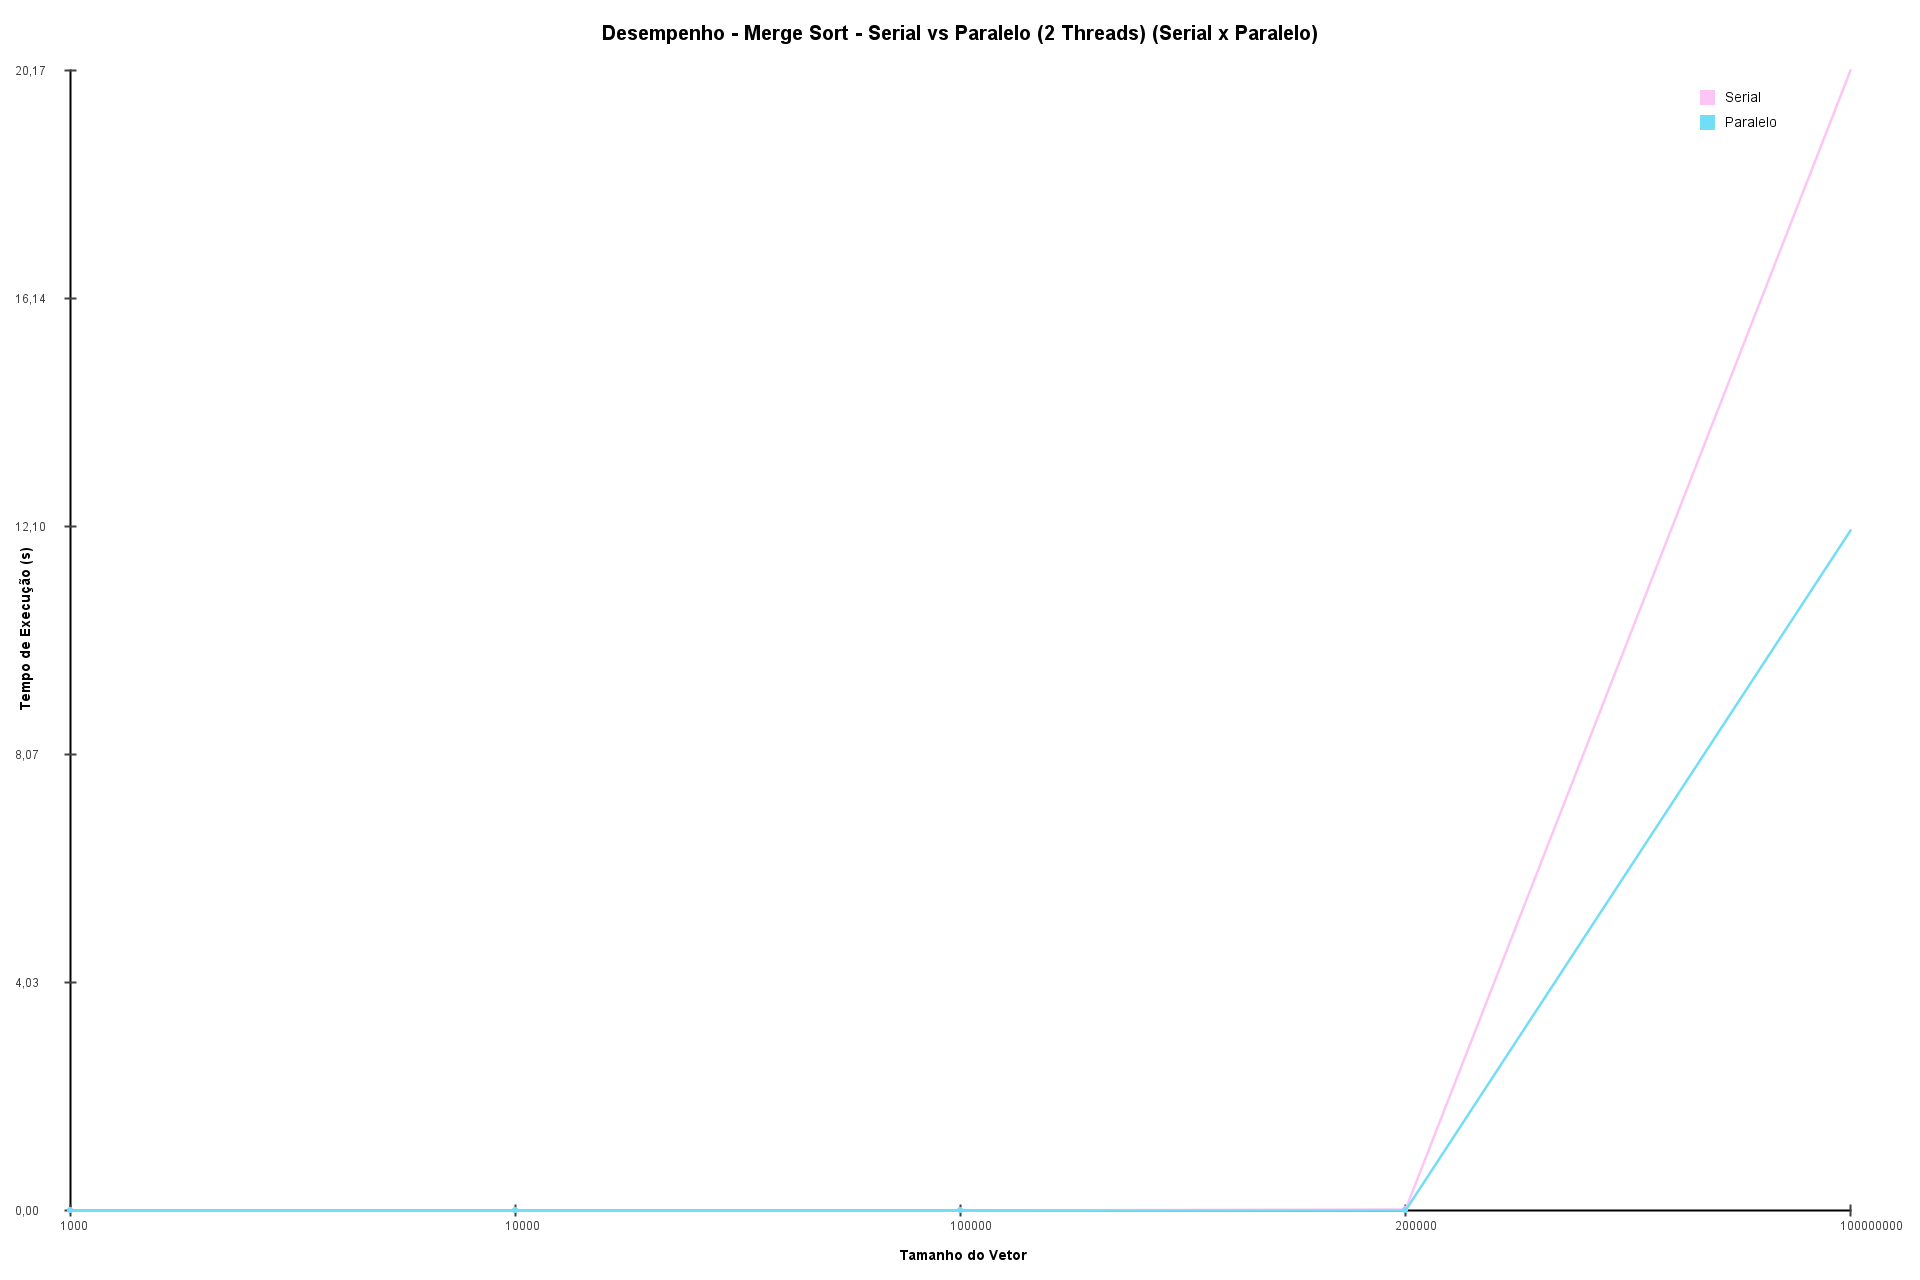 Desempenho - Merge Sort - Serial vs Paralelo (2 Threads) (Serial x Paralelo)
Serial
Paralelo
20,17
16,14
12,10
8,07
4,03
0,00
Tempo de Execução (s)
1000 10000 100000 200000 100000000
Tamanho do Vetor